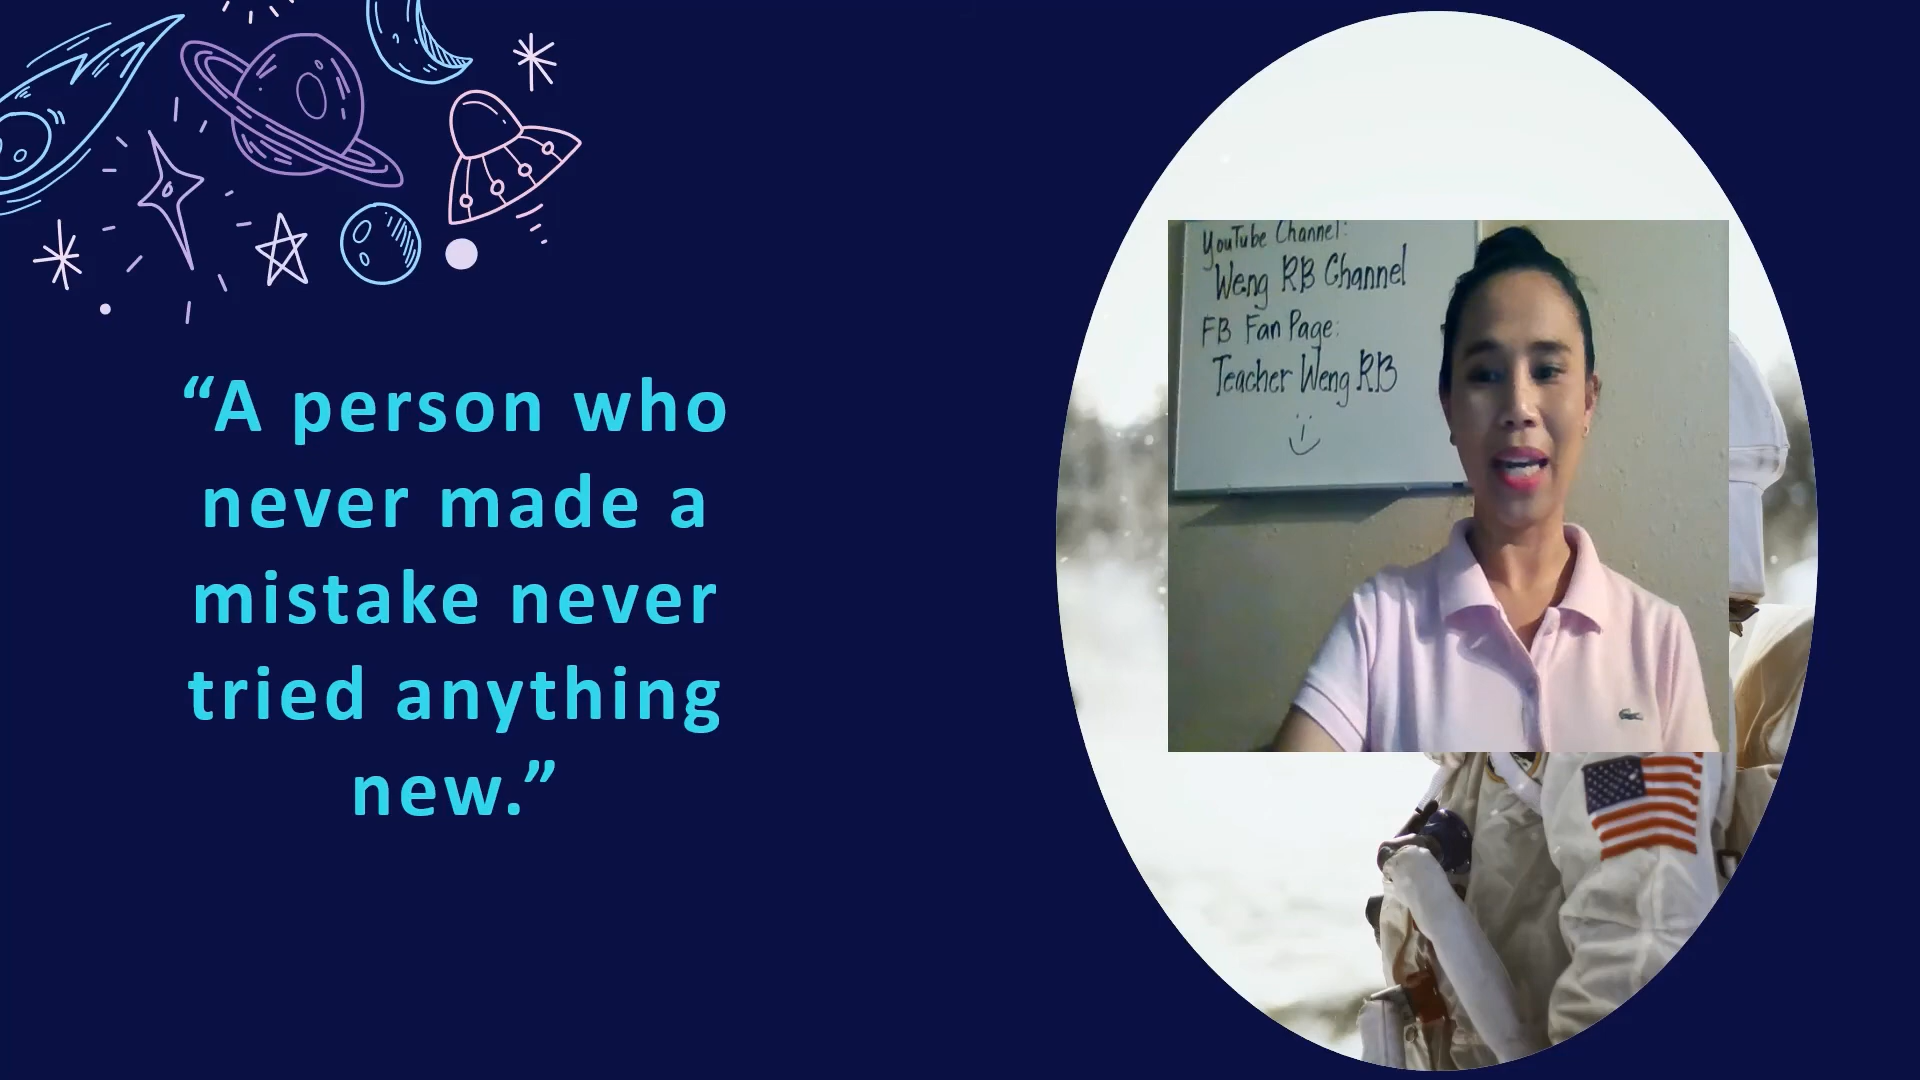 “A person who
never made a
mistake never
tried anything
new.”
YouTube Channel:
Weng RB Channel
FB Fan Page:
Teacher Weng RB